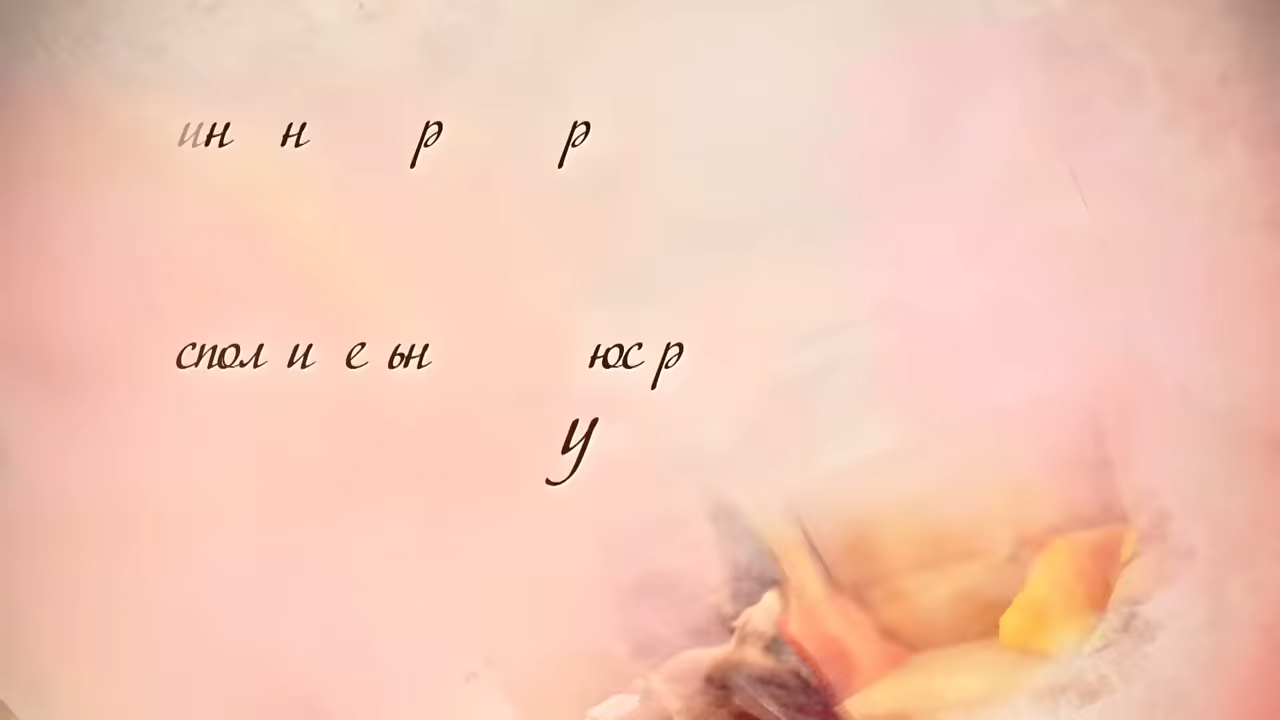 ин н р р
спол и е ьн юс р
У